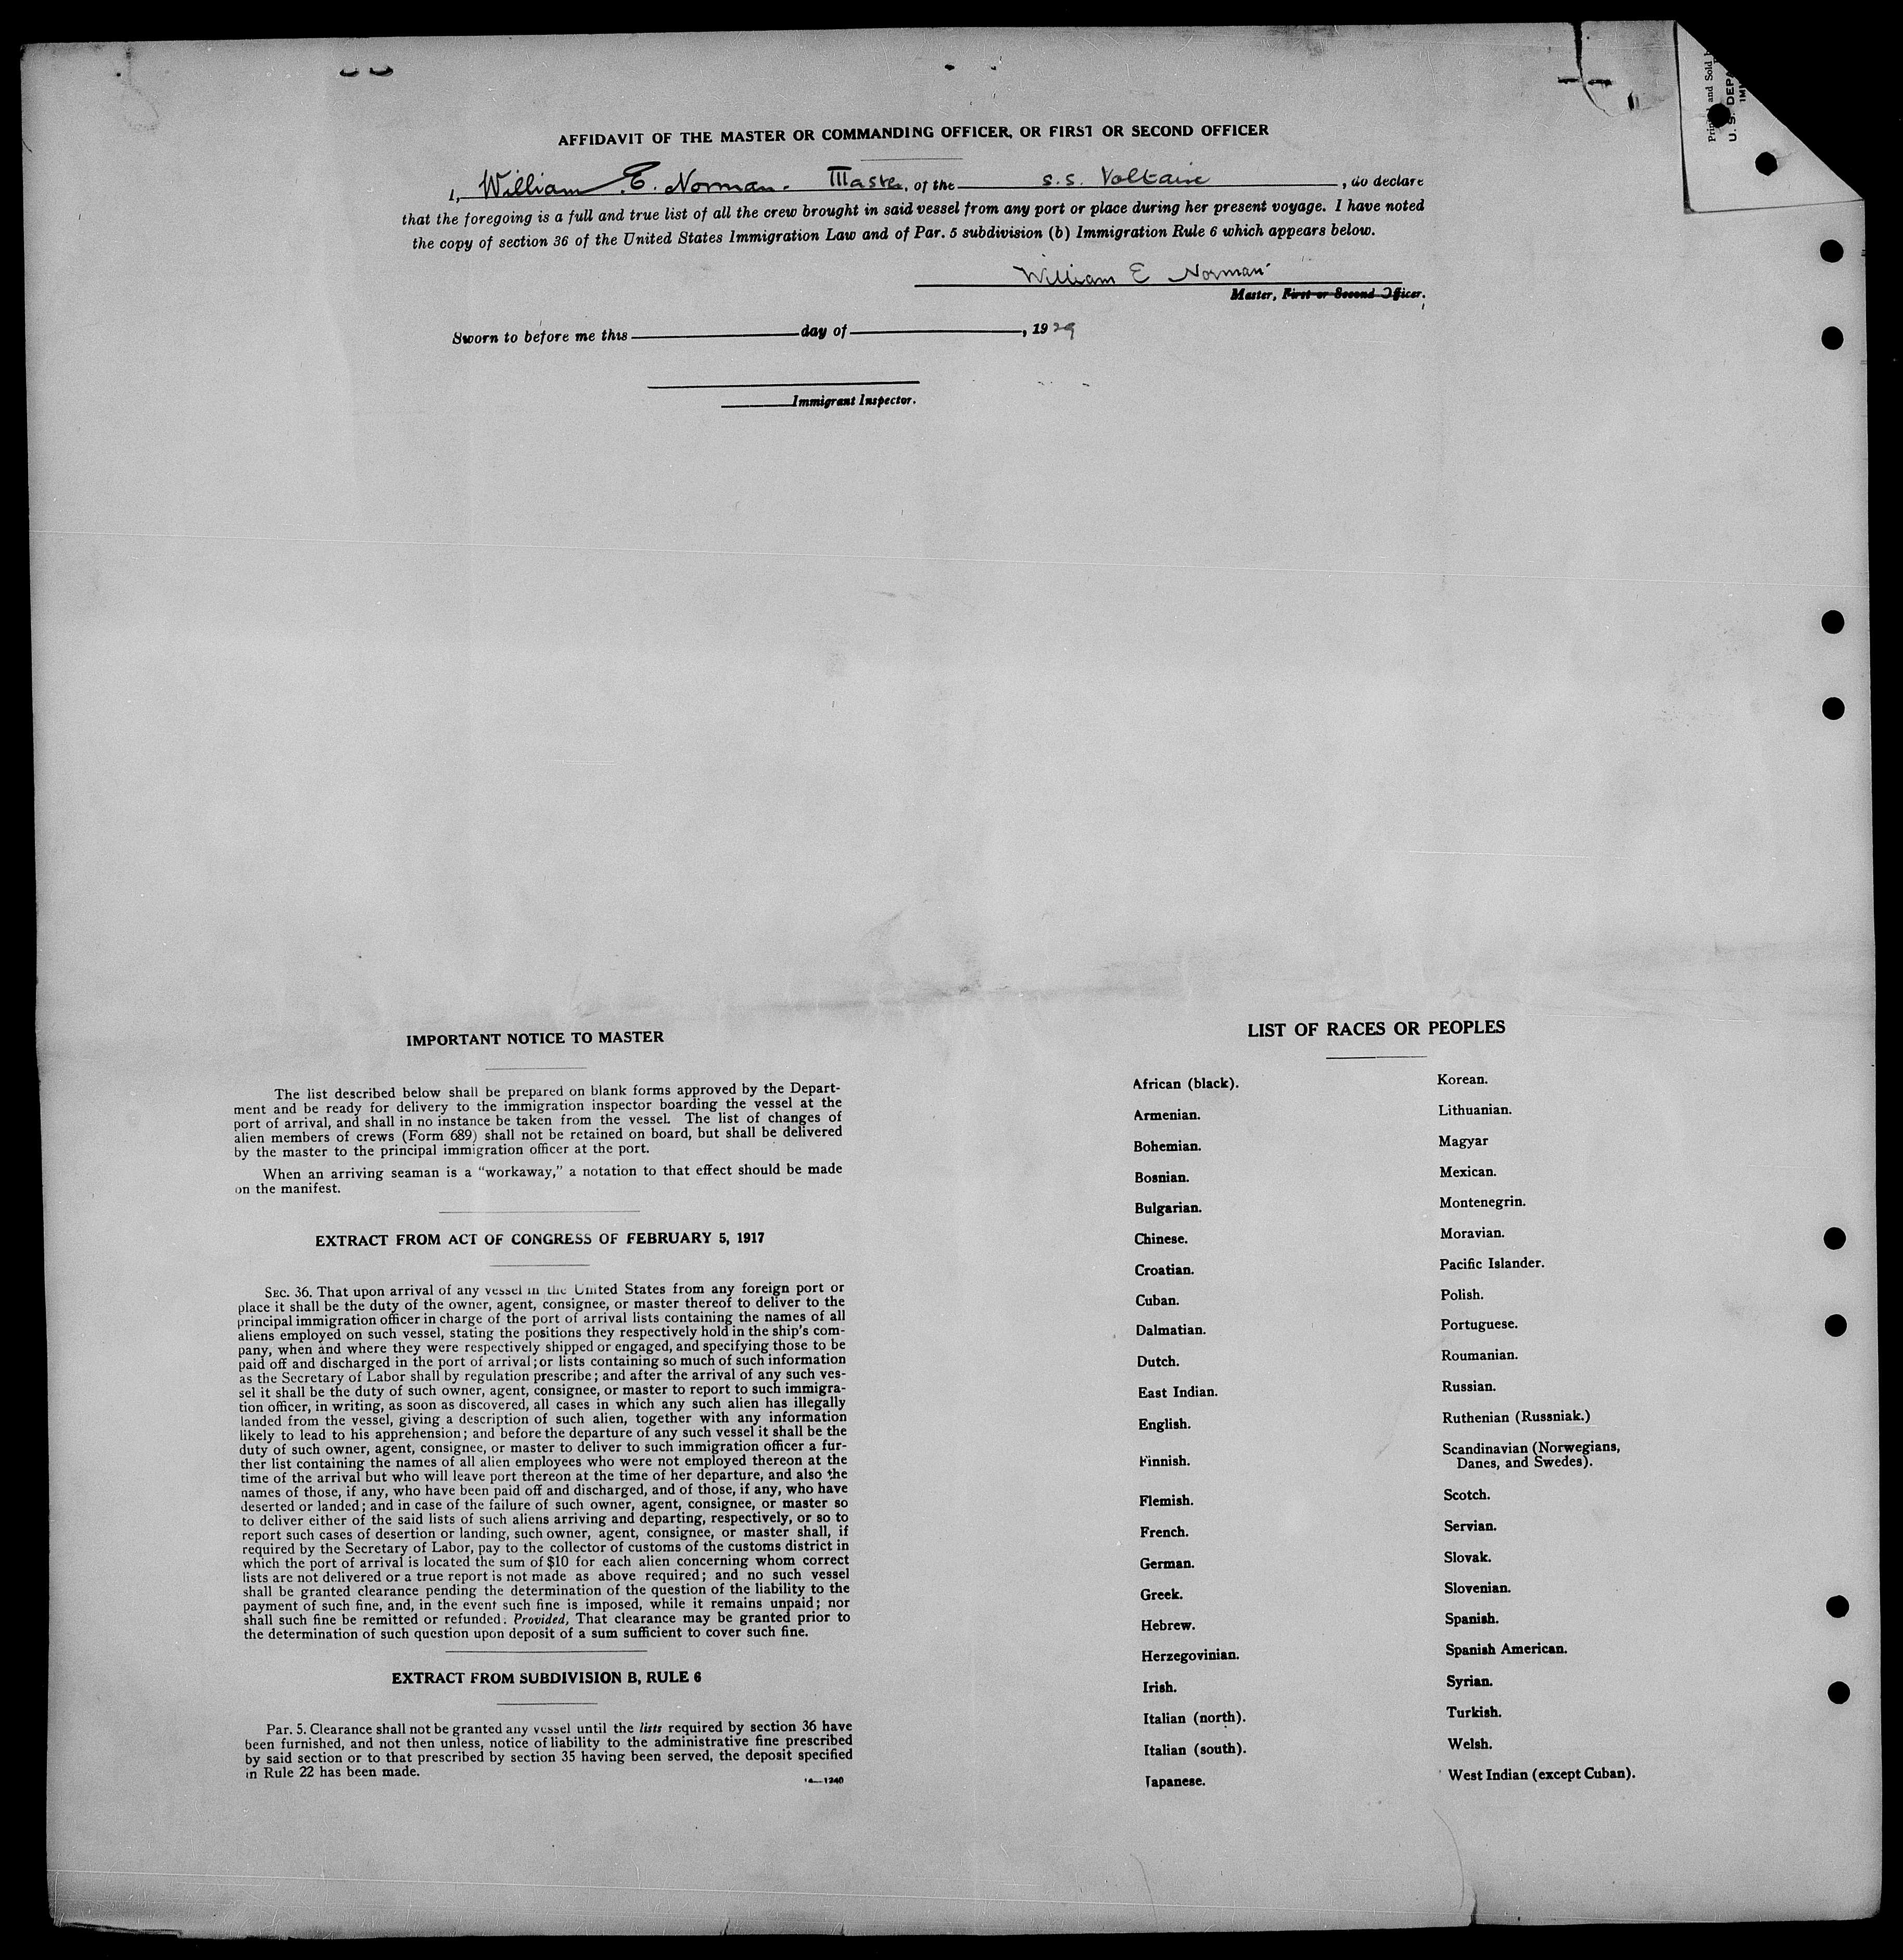 AFFIDAVIT OF THE MASTER OR COMMANDING OFFICER, OR FIRST OR SECOND OFFICER
I, William E. Norman. Master, of the s.s. Voltaire, do declare
that the foregoing is a full and true list of all the crew brought in said vessel from any port or place during her present voyage. I have noted
the copy of section 36 of the United States Immigration Law and of Par. 5 subdivision (b) Immigration Rule 6 which appears below.
William E Norman
Master, First or Second Officer.
Sworn to before me this day of , 1929
Immigrant Inspector.
and Sold
U. S. DEPA
IMPORTANT NOTICE TO MASTER
The list described below shall be prepared on blank forms approved by the Depart-
ment and be ready for delivery to the immigration inspector boarding the vessel at the
port of arrival, and shall in no instance be taken from the vessel. The list of changes of
alien members of crews (Form 689) shall not be retained on board, but shall be delivered
by the master to the principal immigration officer at the port.
When an arriving seaman is a "workaway," a notation to that effect should be made
on the manifest.
EXTRACT FROM ACT OF CONGRESS OF FEBRUARY 5, 1917
SEC. 36. That upon arrival of any vessel in the United States from any foreign port or
place it shall be the duty of the owner, agent, consignee, or master thereof to deliver to the
principal immigration officer in charge of the port of arrival lists containing the names of all
aliens employed on such vessel, stating the positions they respectively hold in the ship's com-
pany, when and where they were respectively shipped or engaged, and specifying those to be
paid off and discharged in the port of arrival; or lists containing so much of such information
as the Secretary of Labor shall by regulation prescribe; and after the arrival of any such ves-
sel it shall be the duty of such owner, agent, consignee, or master to report to such immigra-
tion officer, in writing, as soon as discovered, all cases in which any such alien has illegally
landed from the vessel, giving a description of such alien, together with any information
likely to lead to his apprehension; and before the departure of any such vessel it shall be the
duty of such owner, agent, consignee, or master to deliver to such immigration officer a fur-
ther list containing the names of all alien employees who were not employed thereon at the
time of the arrival but who will leave port thereon at the time of her departure, and also the
names of those, if any, who have been paid off and discharged, and of those, if any, who have
deserted or landed; and in case of the failure of such owner, agent, consignee, or master so
to deliver either of the said lists of such aliens arriving and departing, respectively, or so to
report such cases of desertion or landing, such owner, agent, consignee, or master shall, if
required by the Secretary of Labor, pay to the collector of customs of the customs district in
which the port of arrival is located the sum of $10 for each alien concerning whom correct
lists are not delivered or a true report is not made as above required; and no such vessel
shall be granted clearance pending the determination of the question of the liability to the
payment of such fine, and, in the event such fine is imposed, while it remains unpaid; nor
shall such fine be remitted or refunded: Provided, That clearance may be granted prior to
the determination of such question upon deposit of a sum sufficient to cover such fine.
EXTRACT FROM SUBDIVISION B, RULE 6
Par. 5. Clearance shall not be granted any vessel until the lists required by section 36 have
been furnished, and not then unless, notice of liability to the administrative fine prescribed
by said section or to that prescribed by section 35 having been served, the deposit specified
in Rule 22 has been made.
14—1240
LIST OF RACES OR PEOPLES
African (black).
Armenian.
Bohemian.
Bosnian.
Bulgarian.
Chinese.
Croatian.
Cuban.
Dalmatian.
Dutch.
East Indian.
English.
Finnish.
Flemish.
French.
German.
Greek.
Hebrew.
Herzegovinian.
Irish.
Italian (north).
Italian (south).
Japanese.
Korean.
Lithuanian.
Magyar
Mexican.
Montenegrin.
Moravian.
Pacific Islander.
Polish.
Portuguese.
Roumanian.
Russian.
Ruthenian (Russniak.)
Scandinavian (Norwegians,
Danes, and Swedes).
Scotch.
Servian.
Slovak.
Slovenian.
Spanish.
Spanish American.
Syrian.
Turkish.
Welsh.
West Indian (except Cuban).